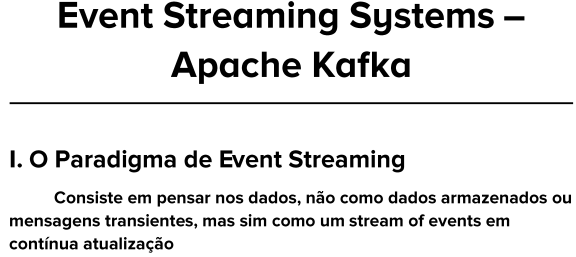 Event Streaming Systems –
Apache Kafka
I. O Paradigma de Event Streaming
Consiste em pensar nos dados, não como dados armazenados ou
mensagens transientes, mas sim como um stream of events em
contínua atualização